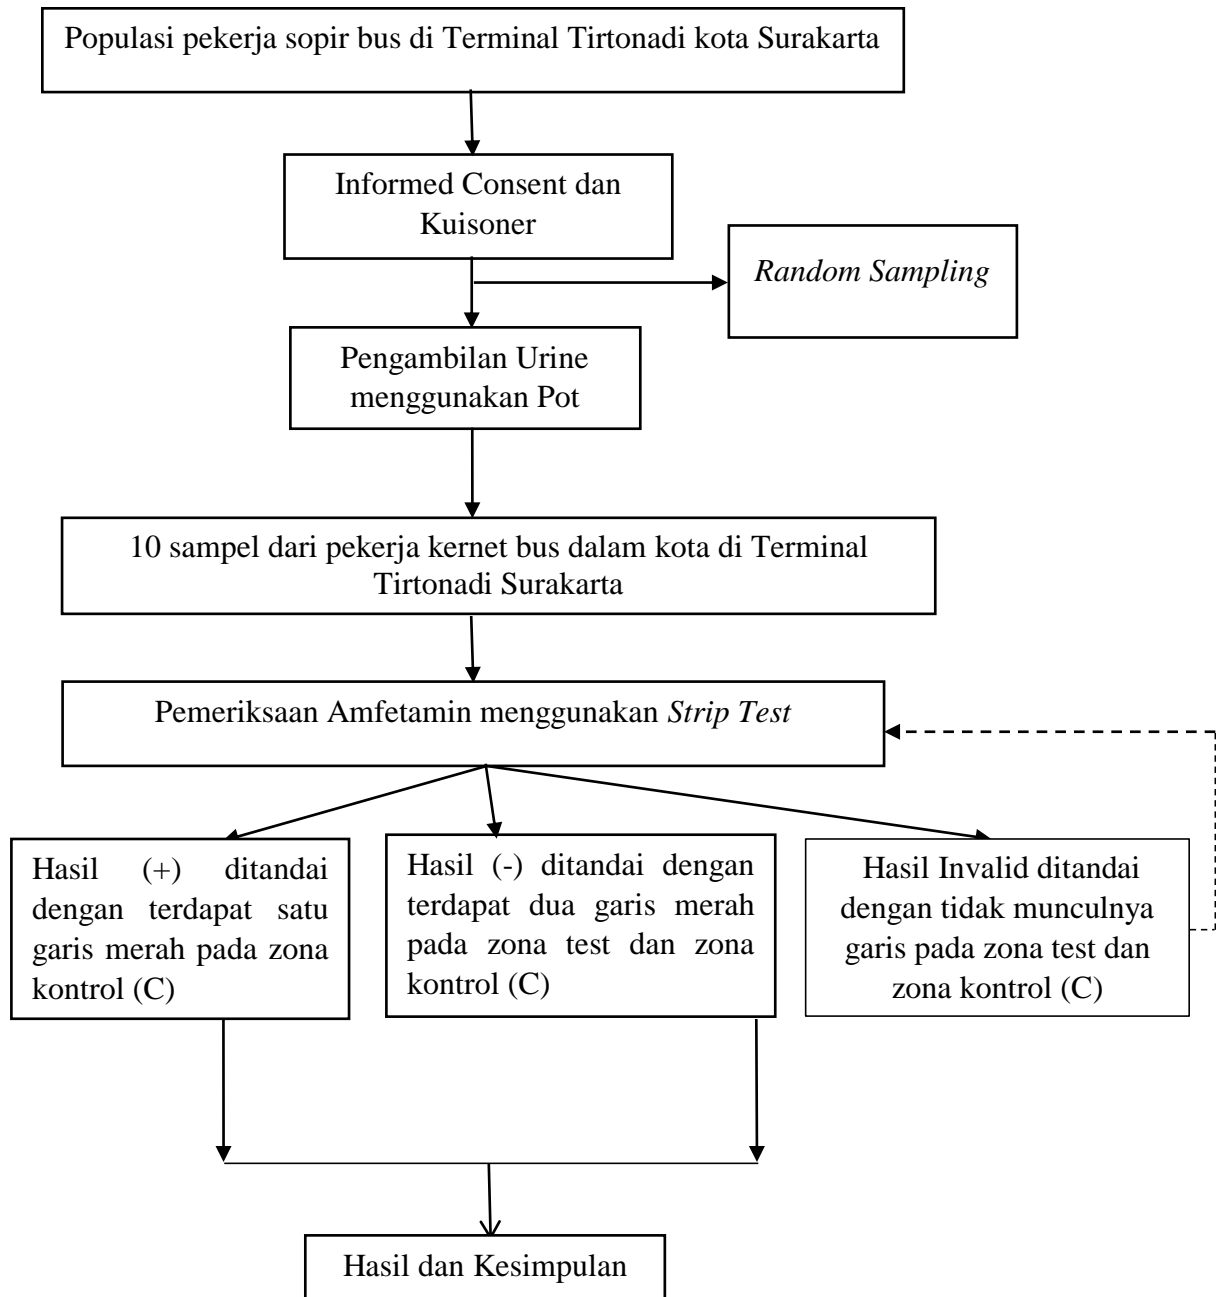 Populasi pekerja sopir bus di Terminal Tirtonadi kota Surakarta
Informed Consent dan
Kuisoner
Random Sampling
Pengambilan Urine
menggunakan Pot
10 sampel dari pekerja kernet bus dalam kota di Terminal
Tirtonadi Surakarta
Pemeriksaan Amfetamin menggunakan Strip Test
Hasil (+) ditandai
dengan terdapat satu
garis merah pada zona
kontrol (C)
Hasil (-) ditandai dengan
terdapat dua garis merah
pada zona test dan zona
kontrol (C)
Hasil Invalid ditandai
dengan tidak munculnya
garis pada zona test dan
zona kontrol (C)
Hasil dan Kesimpulan